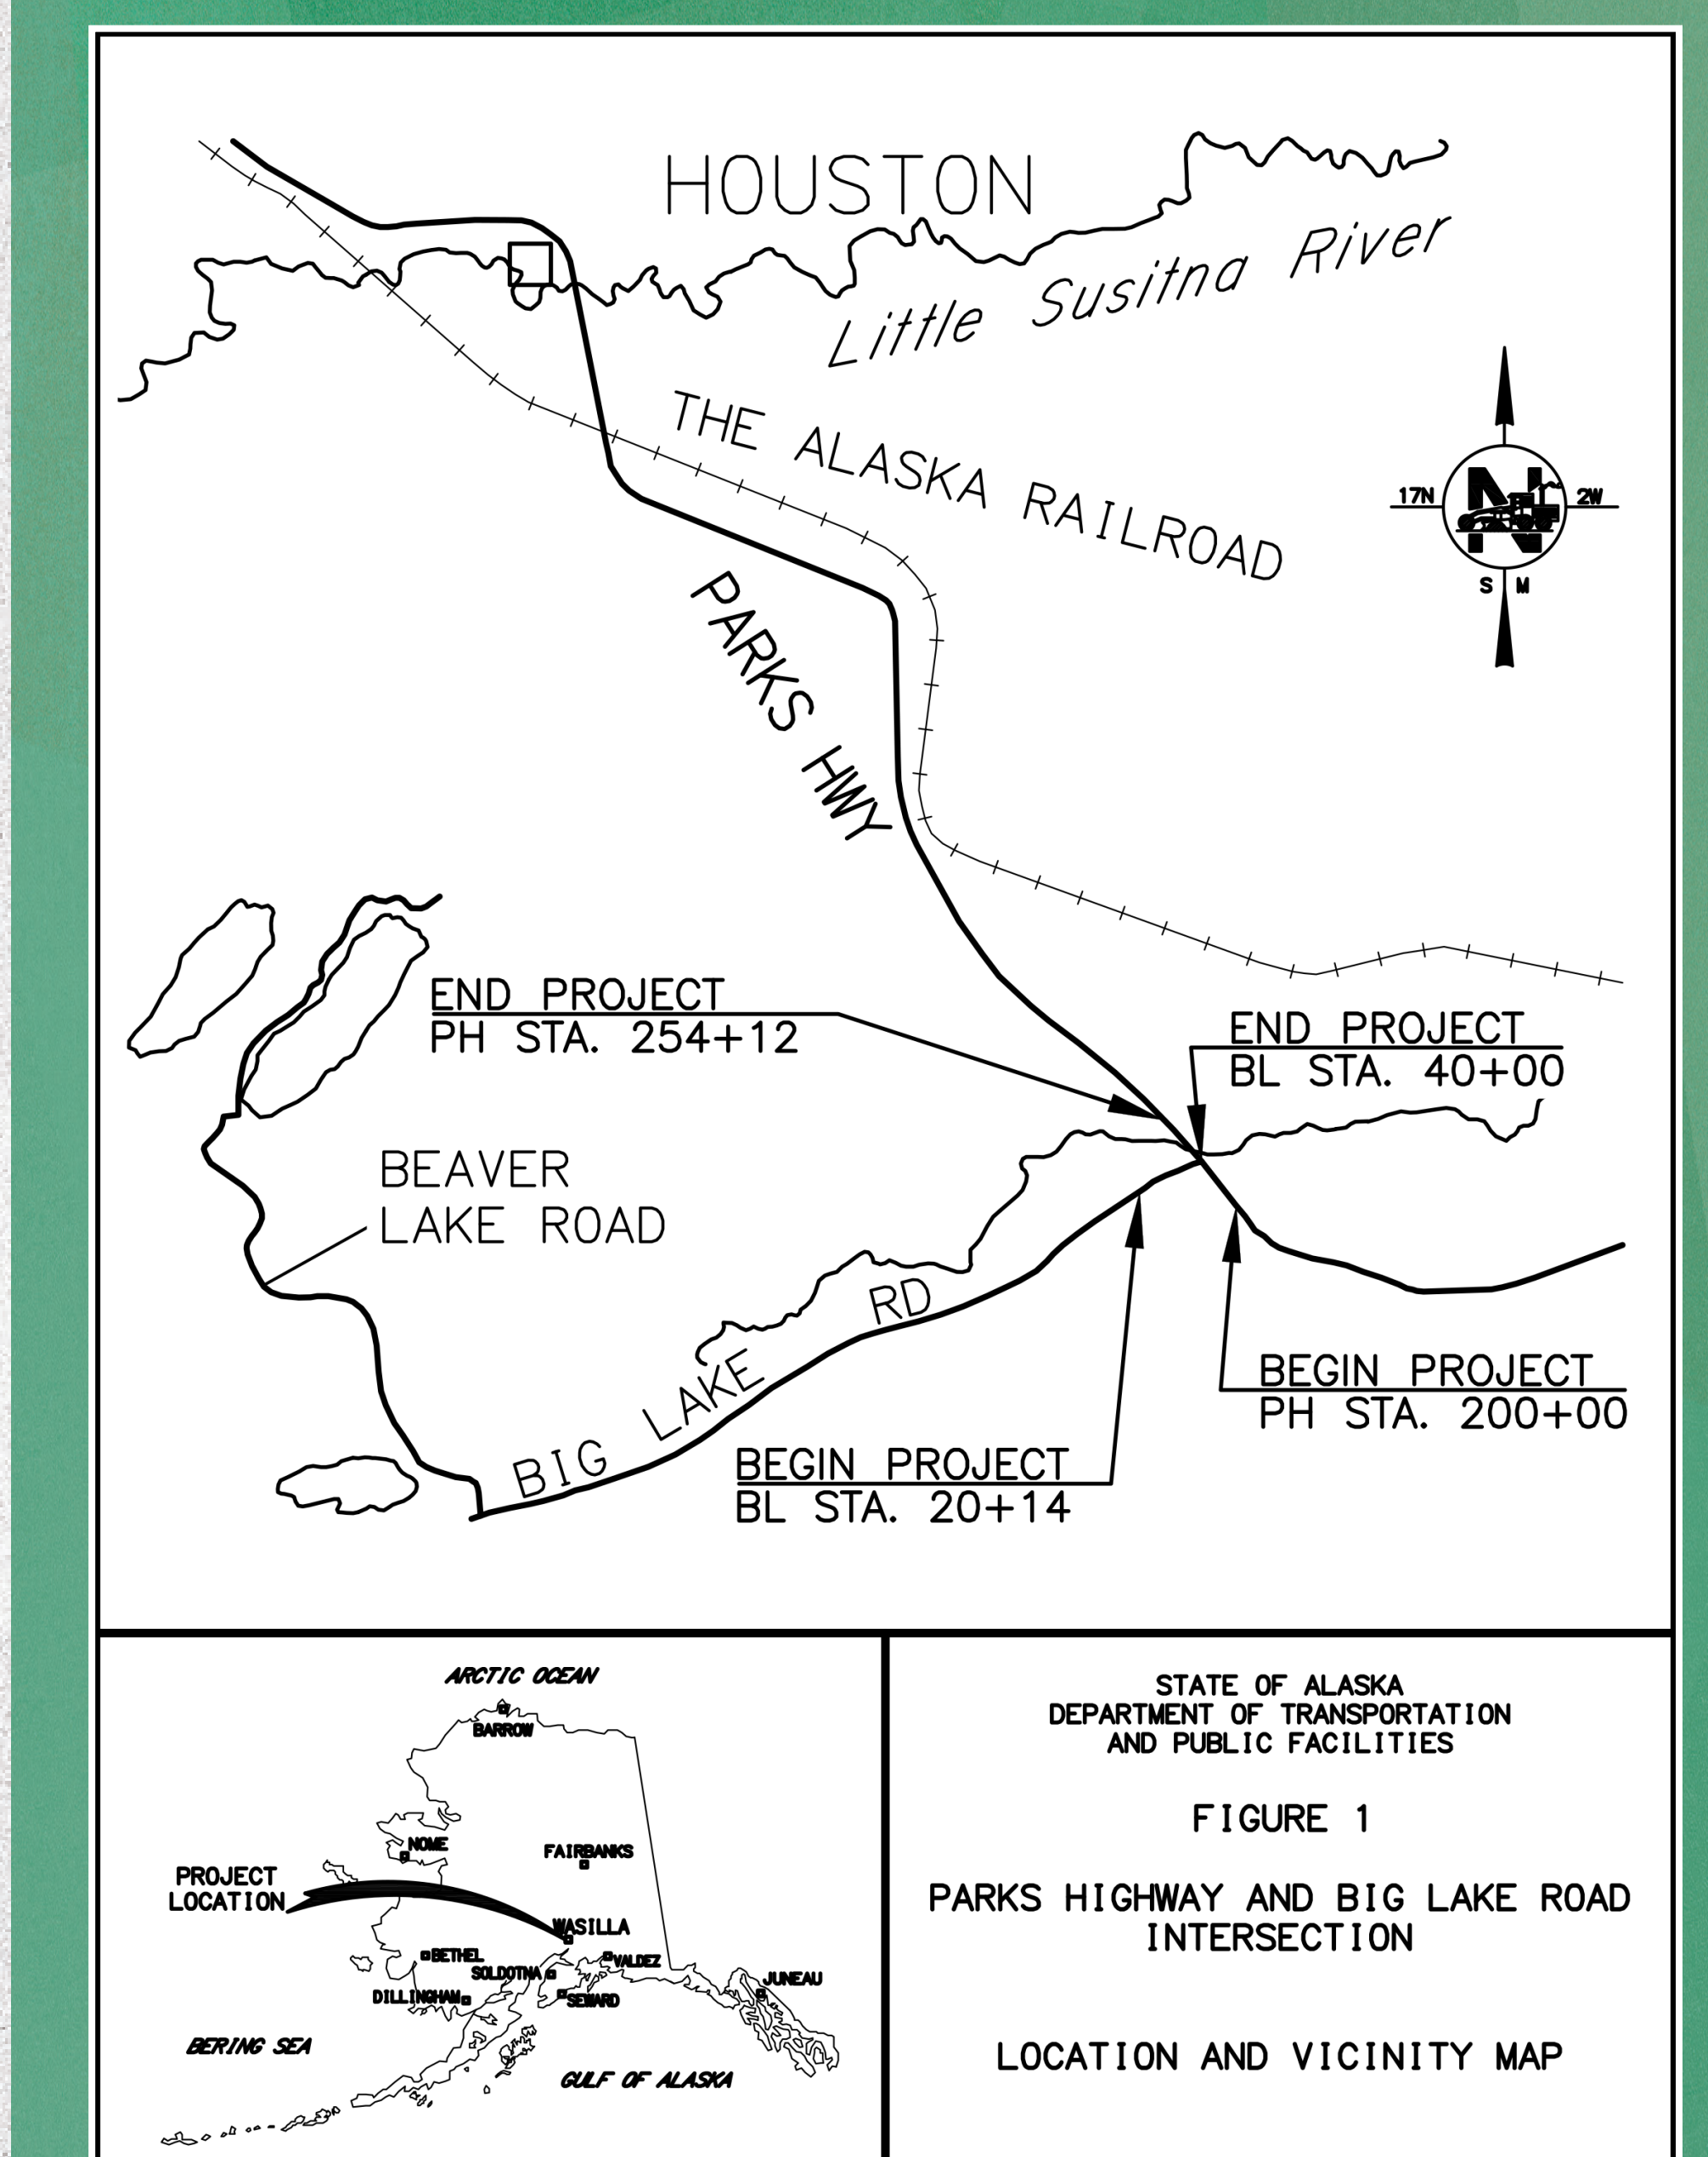 HOUSTON
Little Susitna River
THE ALASKA RAILROAD
17N
2W
N
S M
PARKS HWY
END PROJECT
PH STA. 254+12
END PROJECT
BL STA. 40+00
BEAVER
LAKE ROAD
BIG LAKE RD
BEGIN PROJECT
PH STA. 200+00
BEGIN PROJECT
BL STA. 20+14
ARCTIC OCEAN
BARROW
NOME
FAIRBANKS
PROJECT
LOCATION
WASILLA
BETHEL
VALDEZ
SOLDOTNA
JUNEAU
DILLINGHAM
SEWARD
BERING SEA
GULF OF ALASKA
STATE OF ALASKA
DEPARTMENT OF TRANSPORTATION
AND PUBLIC FACILITIES
FIGURE 1
PARKS HIGHWAY AND BIG LAKE ROAD
INTERSECTION
LOCATION AND VICINITY MAP